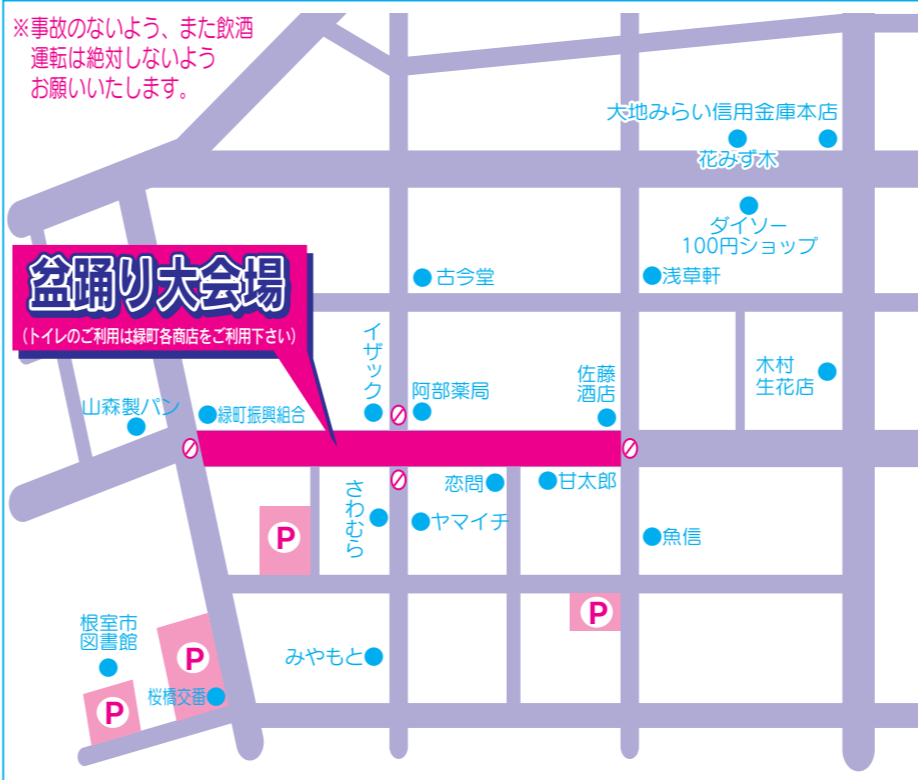 ※事故のないよう、また飲酒
運転は絶対しないよう
お願いいたします。
大地みらい信用金庫本店
花みず木
ダイソー
100円ショップ
盆踊り大会場
(トイレのご利用は緑町各商店をご利用下さい)
古今堂
浅草軒
イザック
阿部薬局
佐藤
酒店
木村
生花店
山森製パン
緑町振興組合
さわむら
恋問
甘太郎
ヤマイチ
魚信
P
P
根室市
図書館
P
みやもと
桜橋交番
P